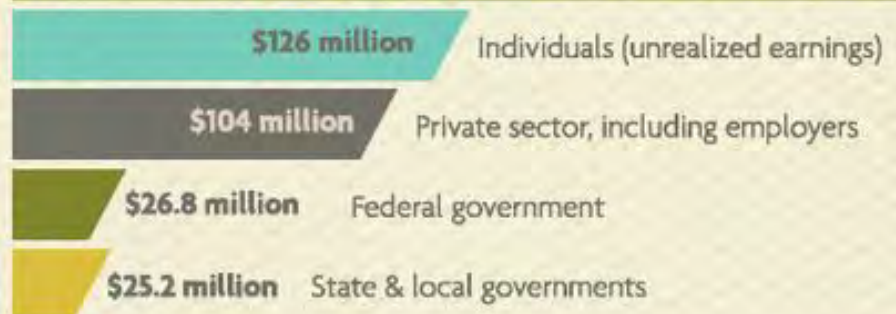 $126 million Individuals (unrealized earnings)
$104 million Private sector, including employers
$26.8 million Federal government
$25.2 million State & local governments